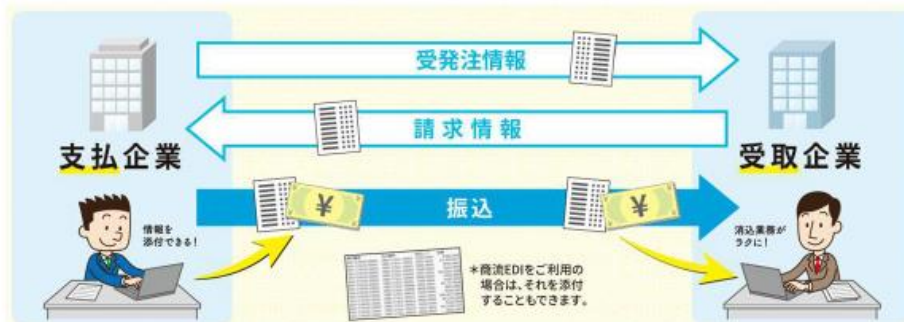 受発注情報
請求情報
支払企業
受取企業
振込
¥
¥
情報を
添付できる!
消込業務が
ラクに!
*商流EDIをご利用の
場合は、それを添付
することもできます。